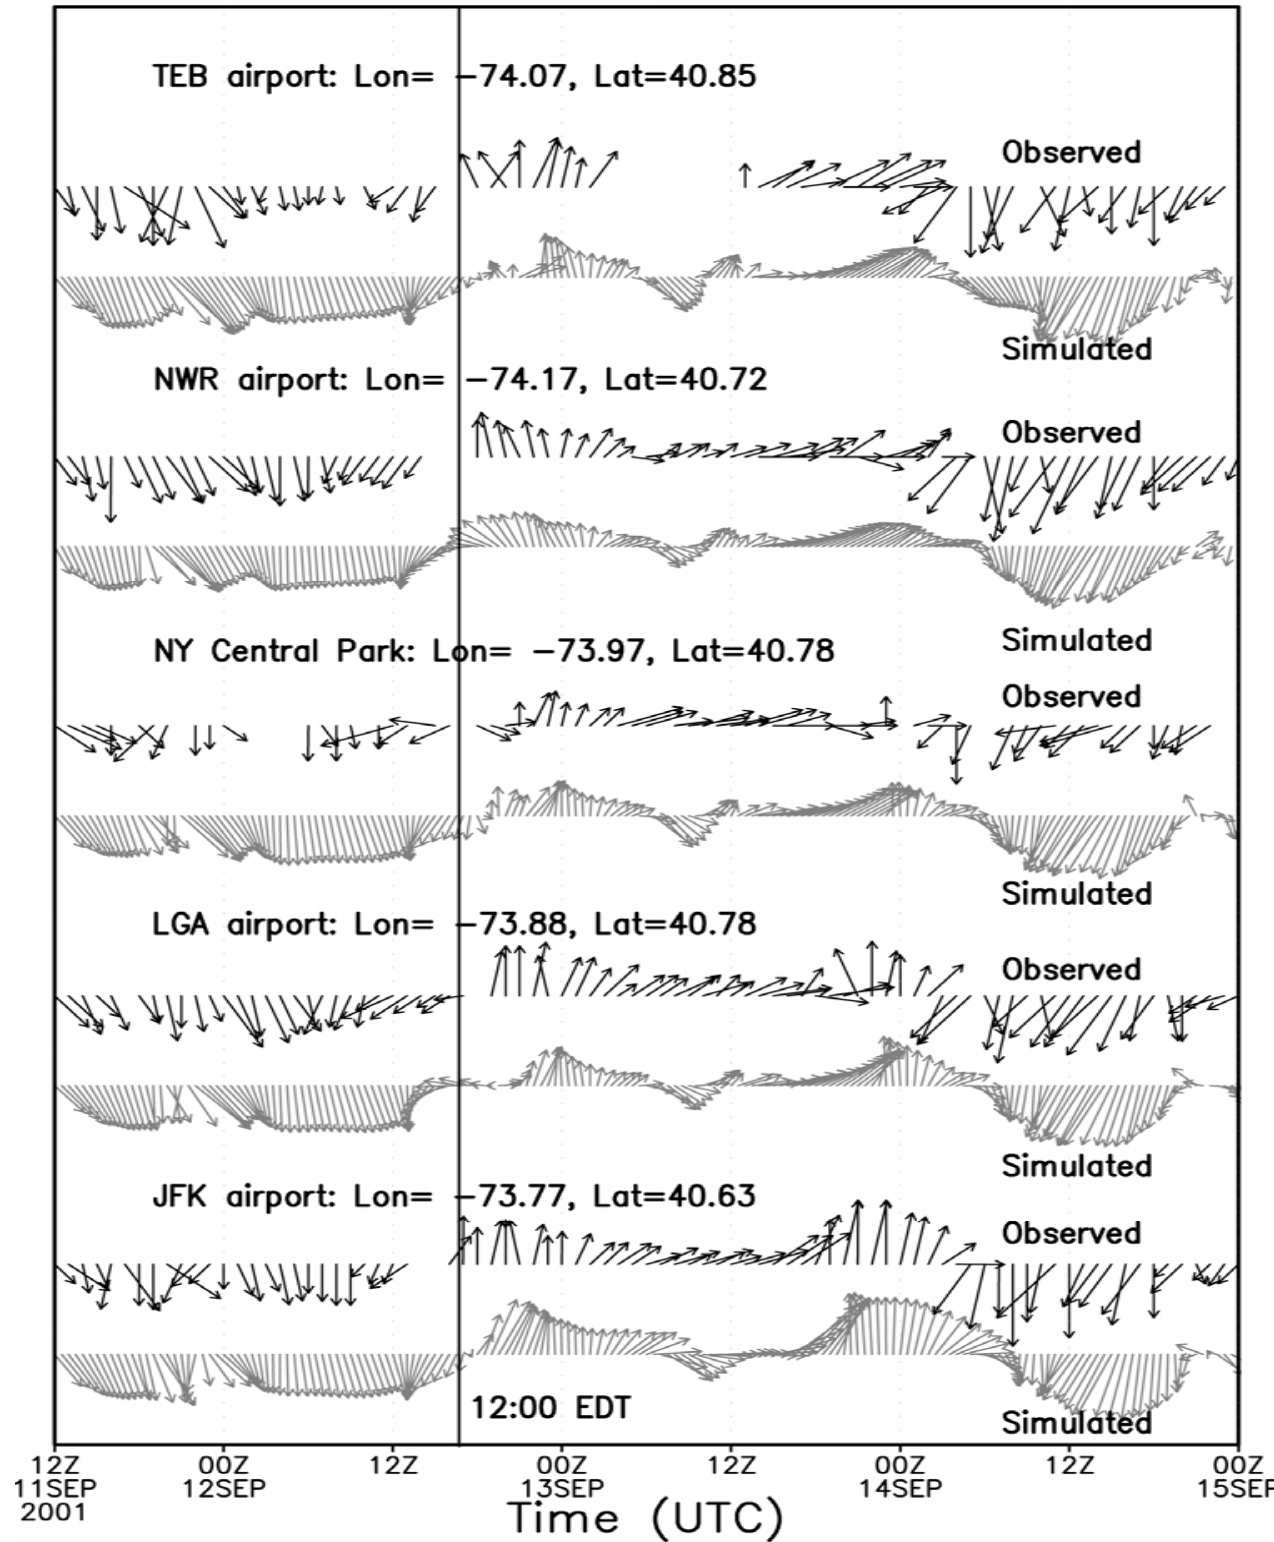 TEB airport: Lon= -74.07, Lat=40.85
Observed
Simulated
NWR airport: Lon= -74.17, Lat=40.72
Observed
Simulated
NY Central Park: Lon= -73.97, Lat=40.78
Observed
Simulated
LGA airport: Lon= -73.88, Lat=40.78
Observed
Simulated
JFK airport: Lon= -73.77, Lat=40.63
Observed
Simulated
12:00 EDT
12Z 00Z 12Z 00Z 12Z 00Z 12Z 00Z
11SEP 12SEP 13SEP 14SEP 15SEP
2001
Time (UTC)